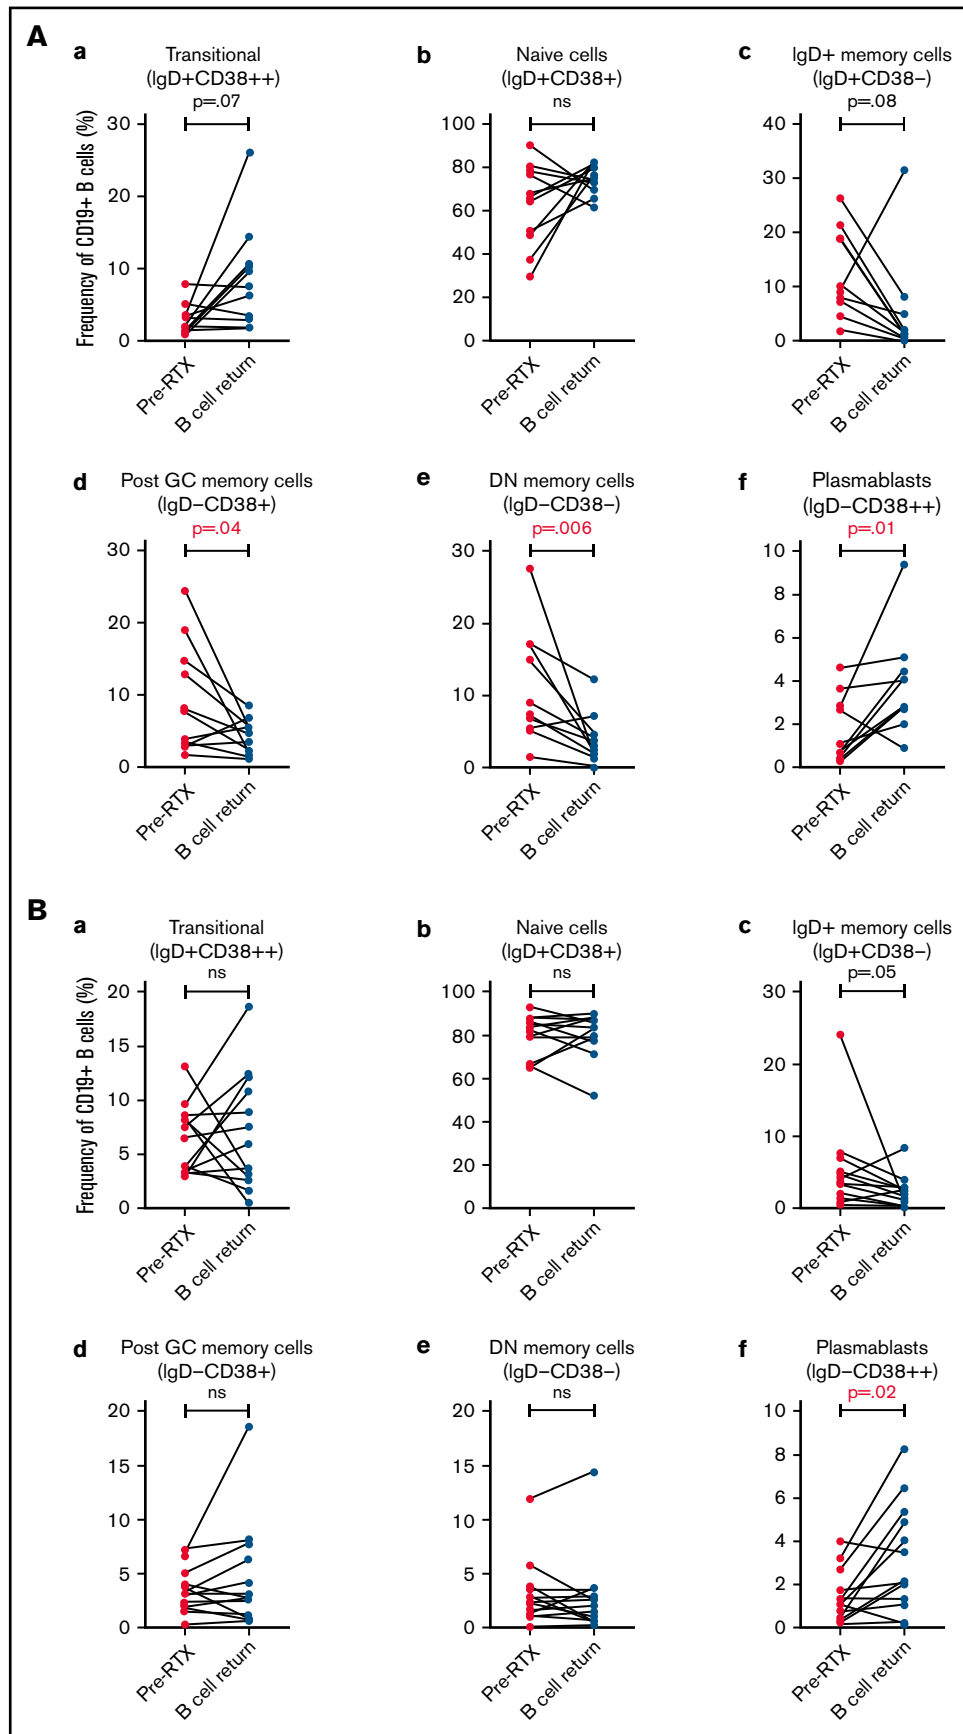 A
a
Transitional
(IgD+CD38++)
p=.07
Frequency of CD19+ B cells (%)
30
20
10
0
Pre-RTX
B cell return
b
Naive cells
(IgD+CD38+)
ns
100
80
60
40
20
0
Pre-RTX
B cell return
c
IgD+ memory cells
(IgD+CD38–)
p=.08
40
30
20
10
0
Pre-RTX
B cell return
d
Post GC memory cells
(IgD–CD38+)
p=.04
30
20
10
0
Pre-RTX
B cell return
e
DN memory cells
(IgD–CD38–)
p=.006
30
20
10
0
Pre-RTX
B cell return
f
Plasmablasts
(IgD–CD38++)
p=.01
10
8
6
4
2
0
Pre-RTX
B cell return
B
a
Transitional
(IgD+CD38++)
ns
Frequency of CD19+ B cells (%)
20
15
10
5
0
Pre-RTX
B cell return
b
Naive cells
(IgD+CD38+)
ns
100
80
60
40
20
0
Pre-RTX
B cell return
c
IgD+ memory cells
(IgD+CD38–)
p=.05
30
20
10
0
Pre-RTX
B cell return
d
Post GC memory cells
(IgD–CD38+)
ns
20
15
10
5
0
Pre-RTX
B cell return
e
DN memory cells
(IgD–CD38–)
ns
20
15
10
5
0
Pre-RTX
B cell return
f
Plasmablasts
(IgD–CD38++)
p=.02
10
8
6
4
2
0
Pre-RTX
B cell return